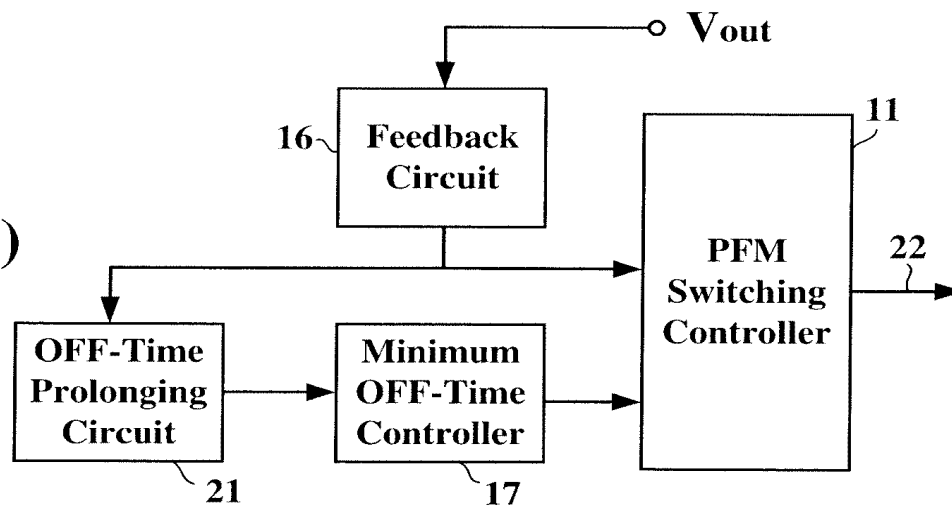 Vout
16
Feedback
Circuit
11
)
PFM
Switching
Controller
22
OFF-Time
Prolonging
Circuit
Minimum
OFF-Time
Controller
21
17